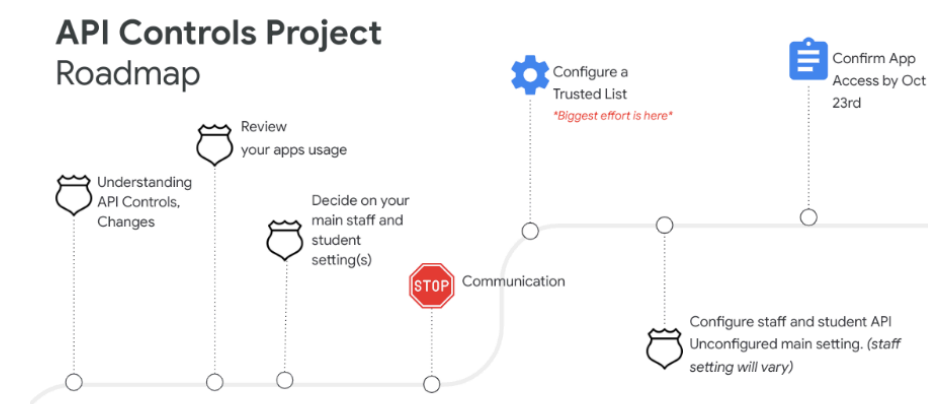 API Controls Project
Roadmap
Understanding
API Controls,
Changes
Review
your apps usage
Decide on your
main staff and
student
setting(s)
STOP
Communication
Configure a
Trusted List
*Biggest effort is here*
Configure staff and student API
Unconfigured main setting. (staff
setting will vary)
Confirm App
Access by Oct
23rd